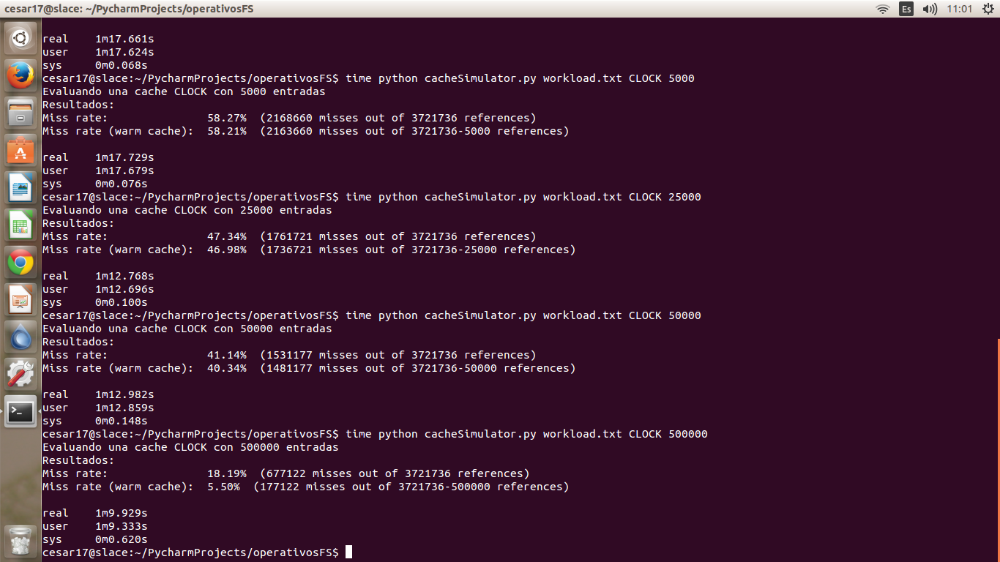 cesar17@slace: ~/PycharmProjects/operativosFS
Es
11:01
real    1m17.661s
user    1m17.624s
sys     0m0.068s
cesar17@slace:~/PycharmProjects/operativosFS$ time python cacheSimulator.py workload.txt CLOCK 5000
Evaluando una cache CLOCK con 5000 entradas
Resultados:
Miss rate:               58.27%  (2168660 misses out of 3721736 references)
Miss rate (warm cache):  58.21%  (2163660 misses out of 3721736-5000 references)
real    1m17.729s
user    1m17.679s
sys     0m0.076s
cesar17@slace:~/PycharmProjects/operativosFS$ time python cacheSimulator.py workload.txt CLOCK 25000
Evaluando una cache CLOCK con 25000 entradas
Resultados:
Miss rate:               47.34%  (1761721 misses out of 3721736 references)
Miss rate (warm cache):  46.98%  (1736721 misses out of 3721736-25000 references)
real    1m12.768s
user    1m12.696s
sys     0m0.100s
cesar17@slace:~/PycharmProjects/operativosFS$ time python cacheSimulator.py workload.txt CLOCK 50000
Evaluando una cache CLOCK con 50000 entradas
Resultados:
Miss rate:               41.14%  (1531177 misses out of 3721736 references)
Miss rate (warm cache):  40.34%  (1481177 misses out of 3721736-50000 references)
real    1m12.982s
user    1m12.859s
sys     0m0.148s
cesar17@slace:~/PycharmProjects/operativosFS$ time python cacheSimulator.py workload.txt CLOCK 500000
Evaluando una cache CLOCK con 500000 entradas
Resultados:
Miss rate:               18.19%  (677122 misses out of 3721736 references)
Miss rate (warm cache):  5.50%  (177122 misses out of 3721736-500000 references)
real    1m9.929s
user    1m9.333s
sys     0m0.620s
cesar17@slace:~/PycharmProjects/operativosFS$